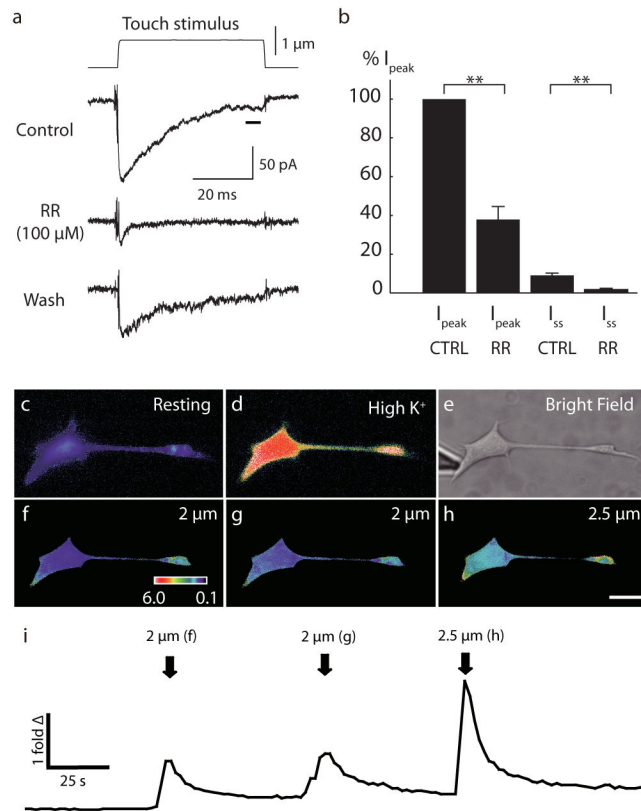 a
Touch stimulus
1 μm
Control
50 pA
20 ms
RR
(100 μM)
Wash
b
% I peak
**
**
100
80
60
40
20
0
I peak
I peak
I ss
I ss
CTRL
RR
CTRL
RR
c
Resting
d
High K⁺
e
Bright Field
f
2 μm
6.0
0.1
g
2 μm
h
2.5 μm
i
2 μm (f)
2 μm (g)
2.5 μm (h)
1 fold Δ
25 s